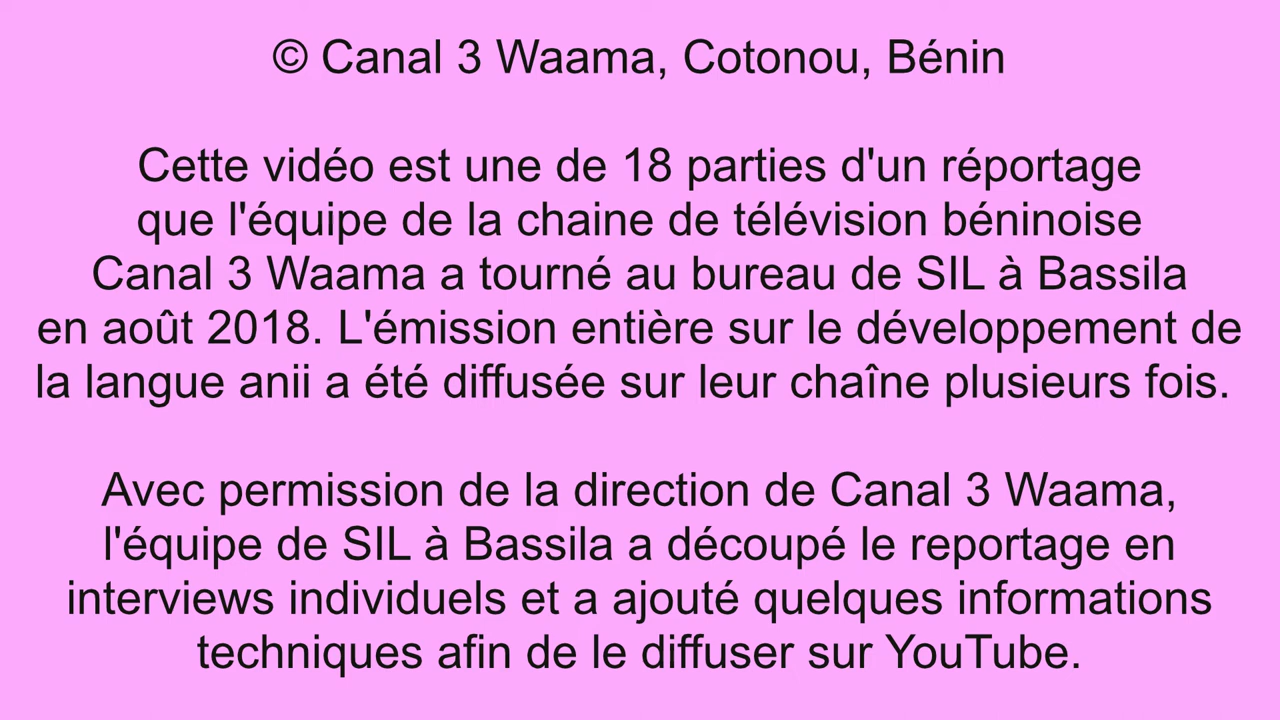 © Canal 3 Waama, Cotonou, Bénin
Cette vidéo est une de 18 parties d'un réportage
que l'équipe de la chaine de télévision béninoise
Canal 3 Waama a tourné au bureau de SIL à Bassila
en août 2018. L'émission entière sur le développement de
la langue anii a été diffusée sur leur chaîne plusieurs fois.
Avec permission de la direction de Canal 3 Waama,
l'équipe de SIL à Bassila a découpé le reportage en
interviews individuels et a ajouté quelques informations
techniques afin de le diffuser sur YouTube.